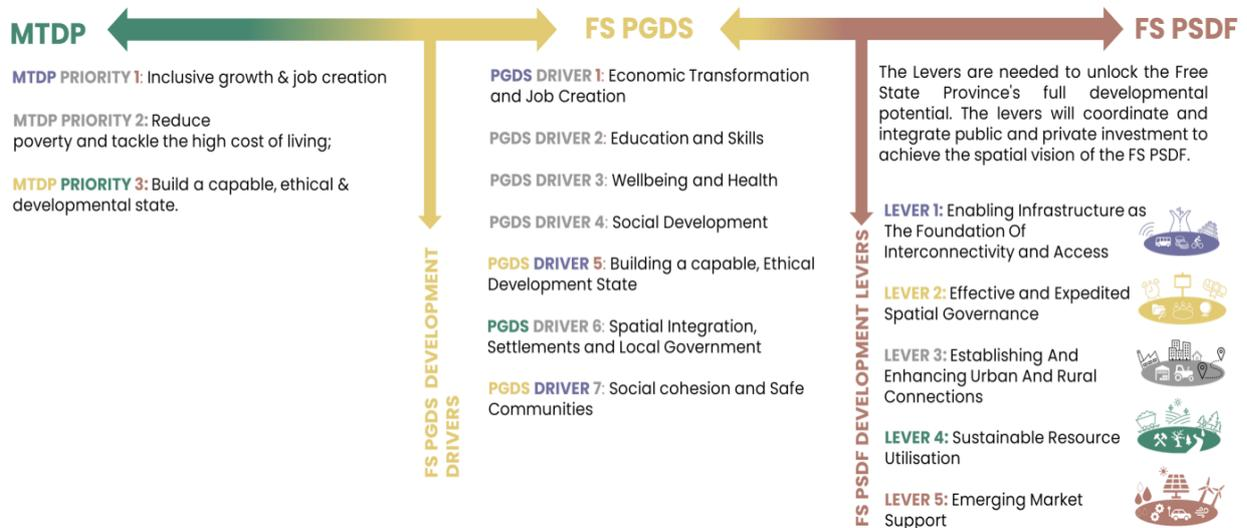 MTDP
FS PGDS
FS PSDF
MTDP PRIORITY 1: Inclusive growth & job creation
MTDP PRIORITY 2: Reduce
poverty and tackle the high cost of living;
MTDP PRIORITY 3: Build a capable, ethical &
developmental state.
FS PGDS DEVELOPMENT
DRIVERS
PGDS DRIVER 1: Economic Transformation
and Job Creation
PGDS DRIVER 2: Education and Skills
PGDS DRIVER 3: Wellbeing and Health
PGDS DRIVER 4: Social Development
PGDS DRIVER 5: Building a capable, Ethical
Development State
PGDS DRIVER 6: Spatial Integration,
Settlements and Local Government
PGDS DRIVER 7: Social cohesion and Safe
Communities
FS PSDF DEVELOPMENT LEVERS
The Levers are needed to unlock the Free
State Province's full developmental
potential. The levers will coordinate and
integrate public and private investment to
achieve the spatial vision of the FS PSDF.
LEVER 1: Enabling Infrastructure as
The Foundation Of
Interconnectivity and Access
LEVER 2: Effective and Expedited
Spatial Governance
LEVER 3: Establishing And
Enhancing Urban And Rural
Connections
LEVER 4: Sustainable Resource
Utilisation
LEVER 5: Emerging Market
Support